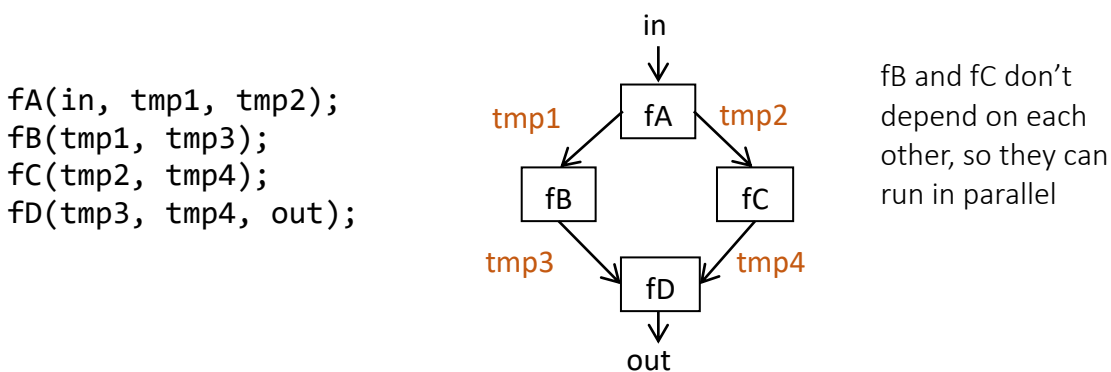 fA(in, tmp1, tmp2);
fB(tmp1, tmp3);
fC(tmp2, tmp4);
fD(tmp3, tmp4, out);
in
fA
tmp1
tmp2
fB
fC
tmp3
tmp4
fD
out
fB and fC don’t
depend on each
other, so they can
run in parallel